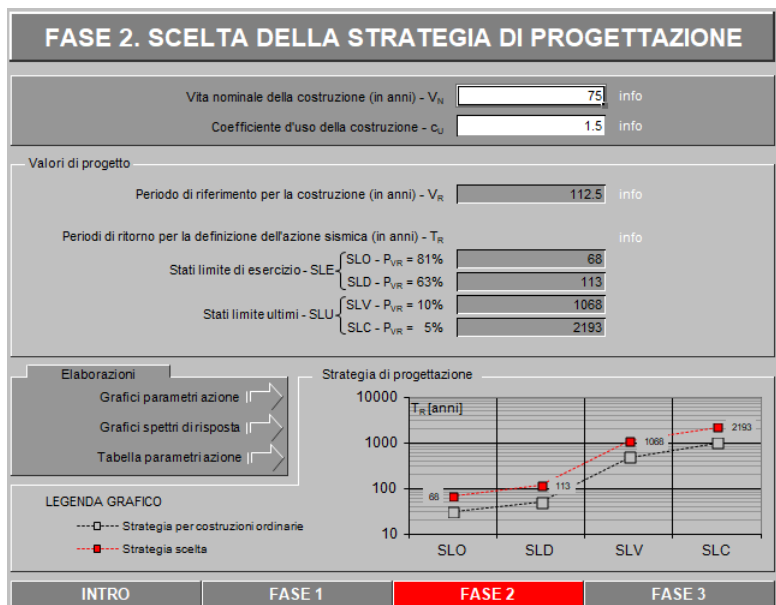 FASE 2. SCELTA DELLA STRATEGIA DI PROGETTAZIONE
Vita nominale della costruzione (in anni) - VN 75 info
Coefficiente d'uso della costruzione - cU 1.5 info
Valori di progetto
Periodo di riferimento per la costruzione (in anni) - VR 112.5 info
Periodi di ritorno per la definizione dell'azione sismica (in anni) - TR info
Stati limite di esercizio - SLE
SLO - PVR = 81% 68
SLD - PVR = 63% 113
Stati limite ultimi - SLU
SLV - PVR = 10% 1068
SLC - PVR = 5% 2193
Elaborazioni
Grafici parametri azione
Grafici spettri di risposta
Tabella parametri azione
LEGENDA GRAFICO
Strategia per costruzioni ordinarie
Strategia scelta
Strategia di progettazione
TR [anni]
10000
1000
100
10
68
113
1068
2193
SLO SLD SLV SLC
INTRO FASE 1 FASE 2 FASE 3